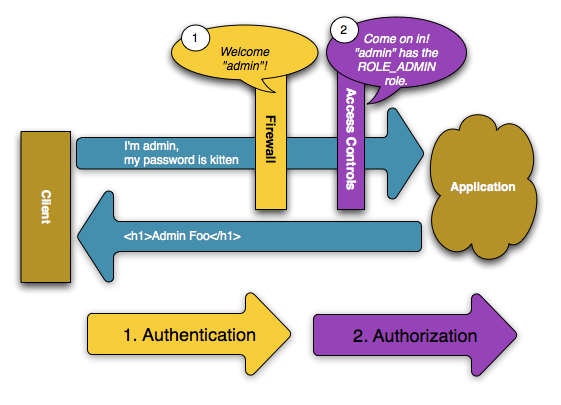 1
Welcome
"admin"!
2
Come on in!
"admin" has the
ROLE_ADMIN
role.
Firewall
Access Controls
I'm admin,
my password is kitten
Client
Application
<h1>Admin Foo</h1>
1. Authentication
2. Authorization